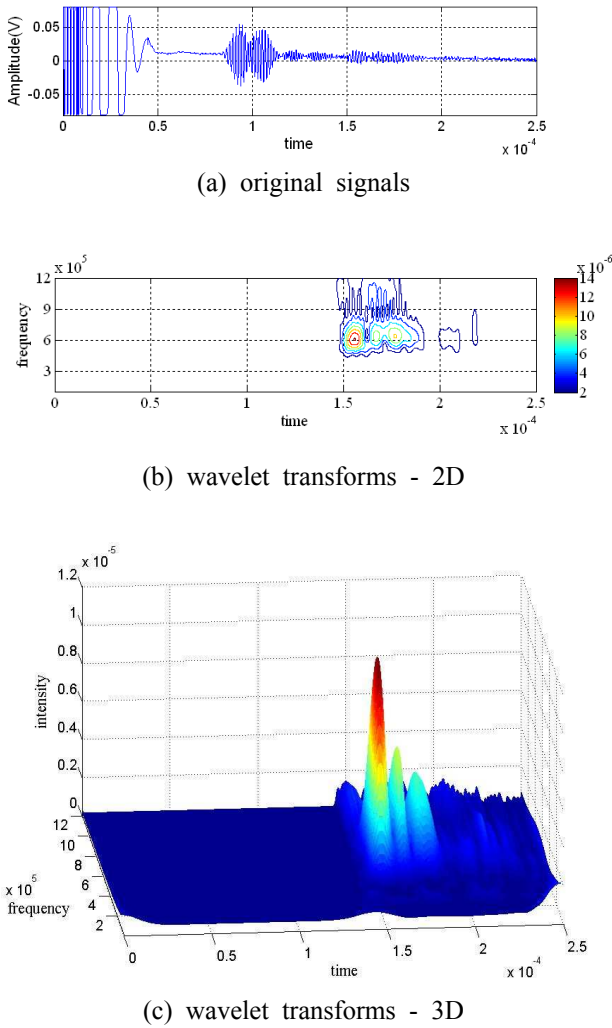 0.05
0
-0.05
Amplitude(V)
0 0.5 1 1.5 2 2.5
time
x 10⁻⁴
(a) original signals
x 10⁵
12
9
6
3
frequency
0 0.5 1 1.5 2 2.5
time
x 10⁻⁴
x 10⁻⁶
14
12
10
8
6
4
2
(b) wavelet transforms - 2D
x 10⁻⁵
1.2
1
0.8
0.6
0.4
0.2
0
intensity
12
10
8
6
4
2
x 10⁵
frequency
0 0.5 1 1.5 2 2.5
time
x 10⁻⁴
(c) wavelet transforms - 3D